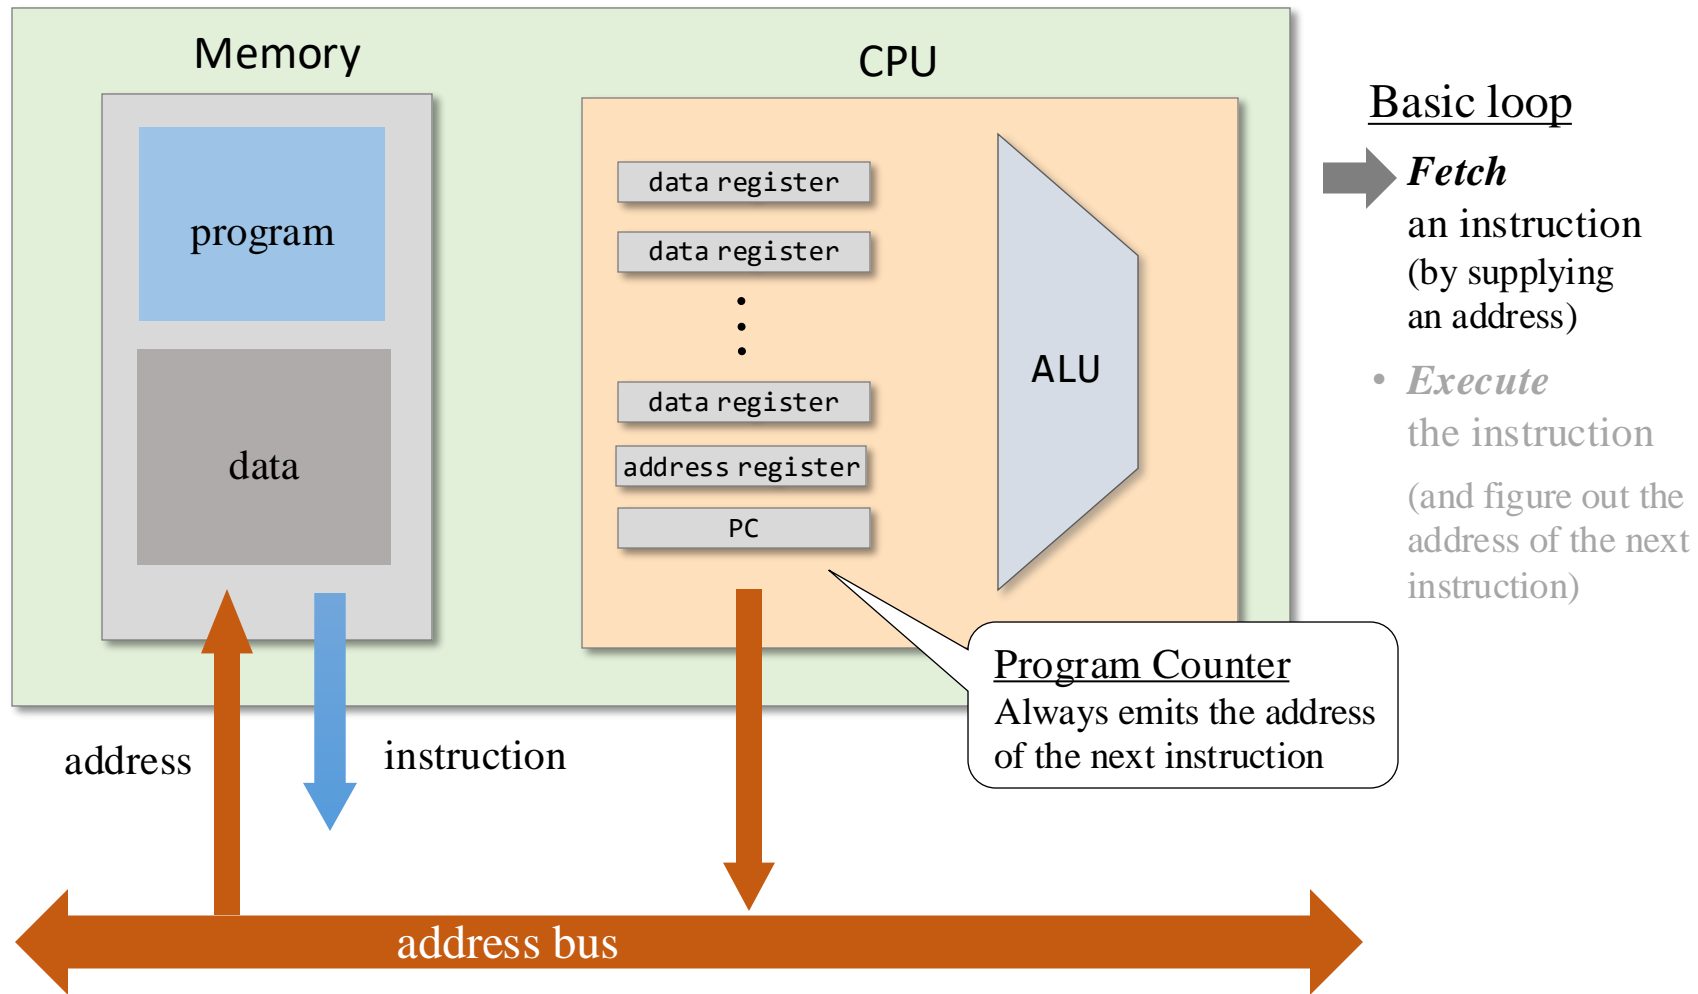 Memory
CPU
program
data
data register
data register
data register
address register
PC
ALU
Program Counter
Always emits the address
of the next instruction
address
instruction
address bus
Basic loop
Fetch
an instruction
(by supplying
an address)
• Execute
the instruction
(and figure out the
address of the next
instruction)